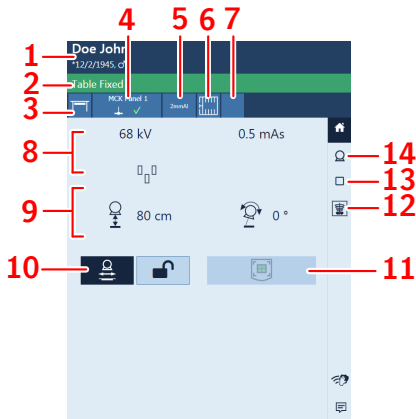 4 5 6 7
Doe John
1 *12/2/1945, ♂
2 Table Fixed
3 MCK Panel 1 2mmAl
68 kV 0.5 mAs
8 14
13
9 80 cm 0 ° 12
10 11